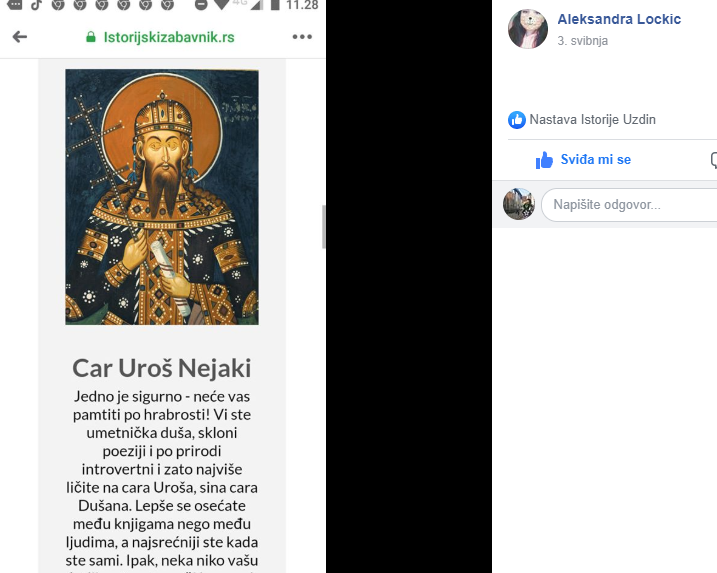 4G
11.28
Istorijskizabavnik.rs
Car Uroš Nejaki
Jedno je sigurno - neće vas
pamtiti po hrabrosti! Vi ste
umetnička duša, skloni
poeziji i po prirodi
introvertni i zato najviše
ličite na cara Uroša, sina cara
Dušana. Lepše se osećate
među knjigama nego među
ljudima, a najsrećniji ste kada
ste sami. Ipak, neka niko vašu
Aleksandra Lockic
3. svibnja
Nastava Istorije Uzdin
Sviđa mi se
Napišite odgovor...